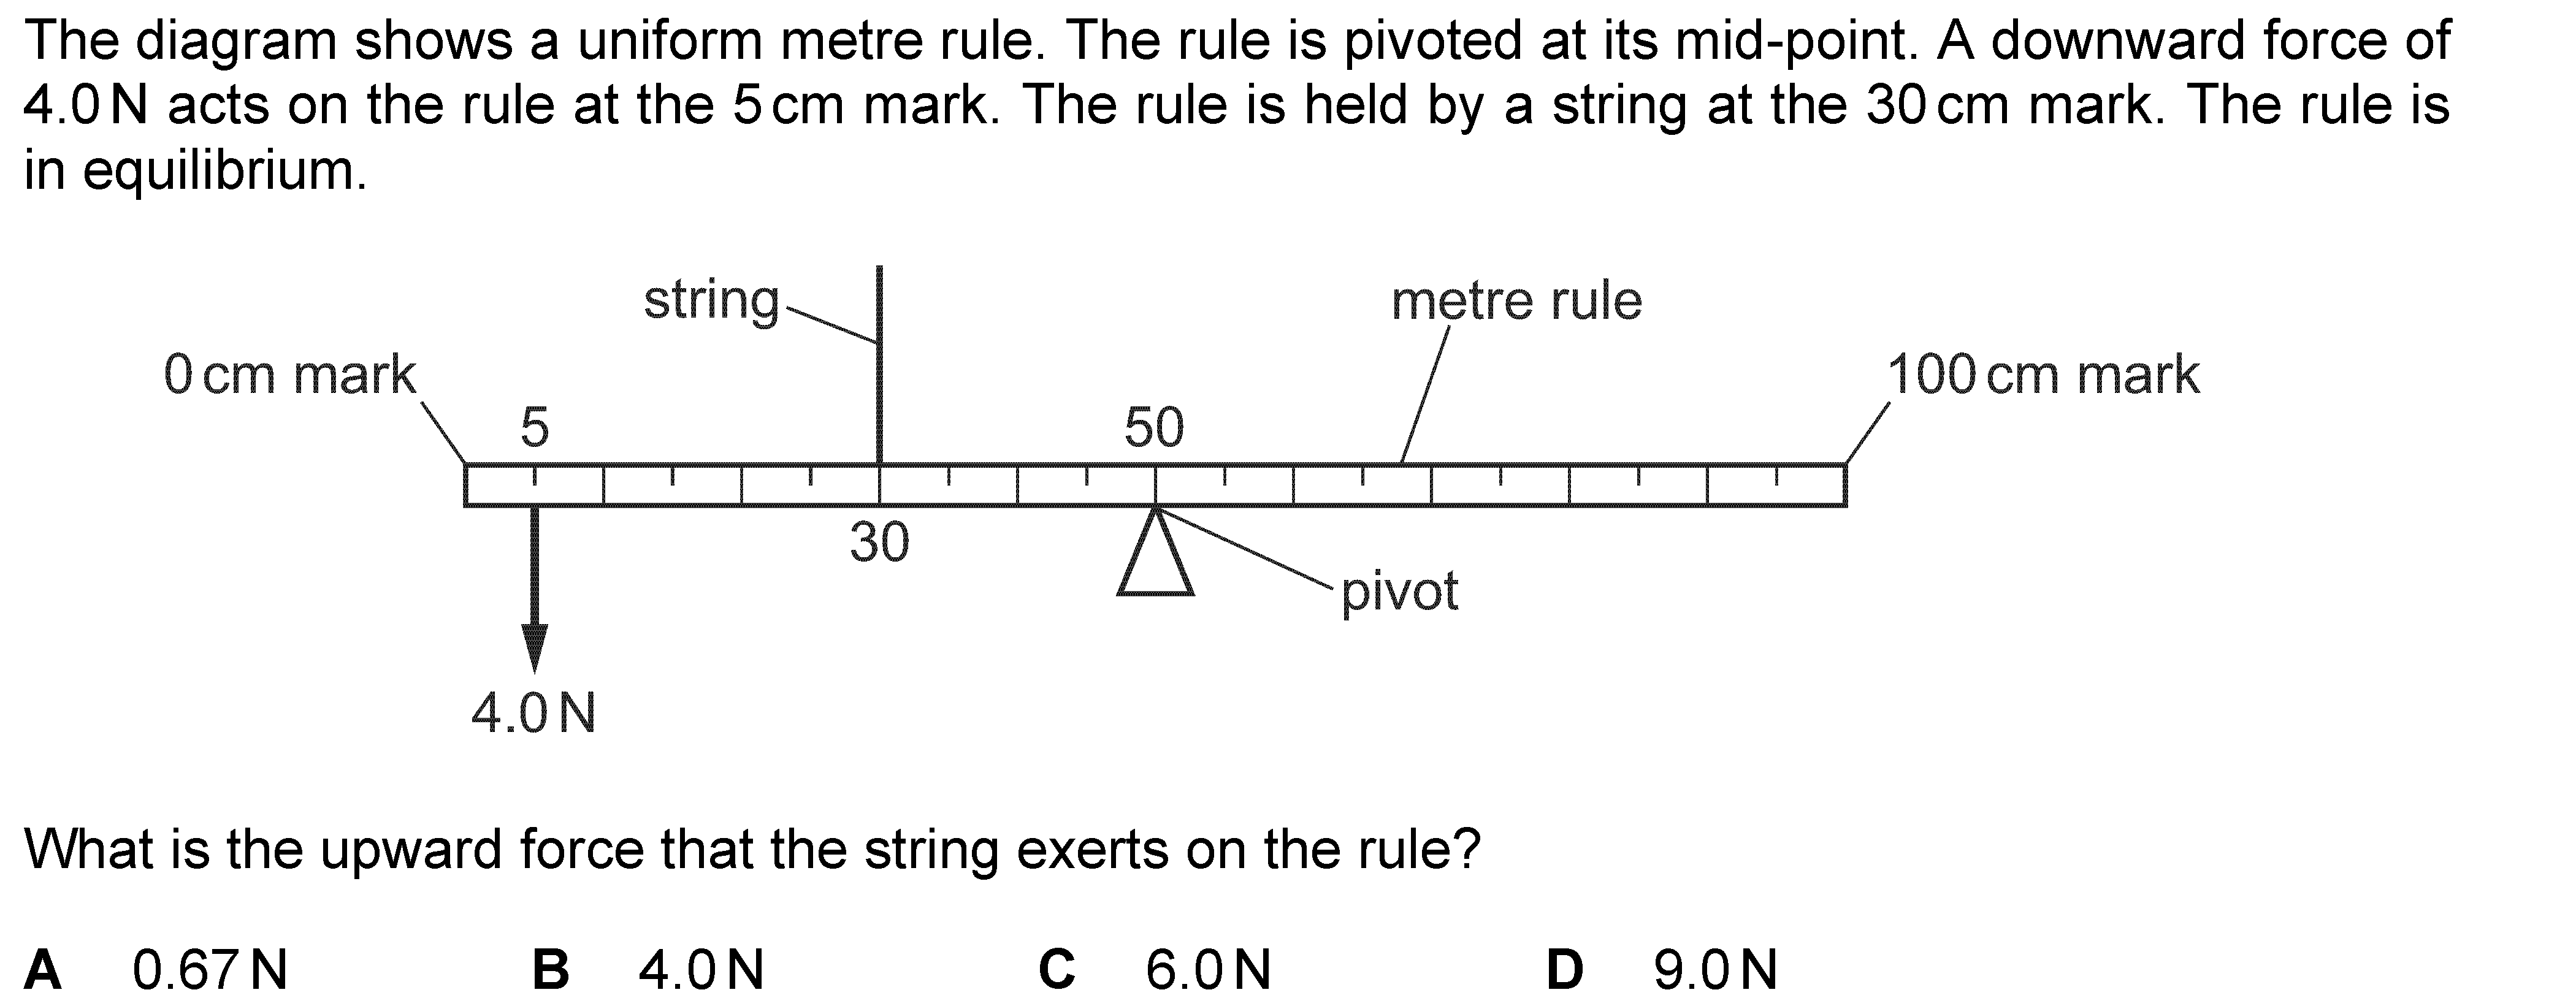 The diagram shows a uniform metre rule. The rule is pivoted at its mid-point. A downward force of
4.0 N acts on the rule at the 5 cm mark. The rule is held by a string at the 30 cm mark. The rule is
in equilibrium.
string
metre rule
0 cm mark
100 cm mark
5
50
30
pivot
4.0 N
What is the upward force that the string exerts on the rule?
A 0.67 N B 4.0 N C 6.0 N D 9.0 N